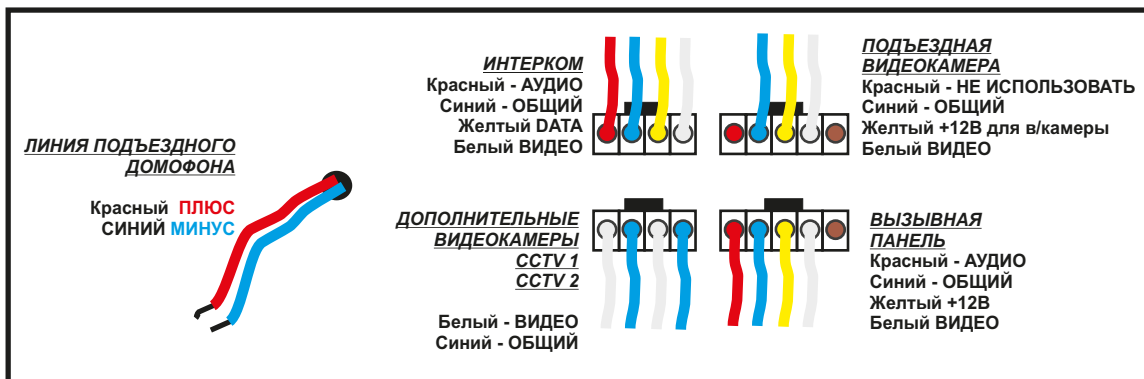 ЛИНИЯ ПОДЪЕЗДНОГО
ДОМОФОНА
Красный ПЛЮС
СИНИЙ МИНУС
ИНТЕРКОМ
Красный - АУДИО
Синий - ОБЩИЙ
Желтый DATA
Белый ВИДЕО
ПОДЪЕЗДНАЯ
ВИДЕОКАМЕРА
Красный - НЕ ИСПОЛЬЗОВАТЬ
Синий - ОБЩИЙ
Желтый +12В для в/камеры
Белый ВИДЕО
ДОПОЛНИТЕЛЬНЫЕ
ВИДЕОКАМЕРЫ
CCTV 1
CCTV 2
Белый - ВИДЕО
Синий - ОБЩИЙ
ВЫЗЫВНАЯ
ПАНЕЛЬ
Красный - АУДИО
Синий - ОБЩИЙ
Желтый +12В
Белый ВИДЕО